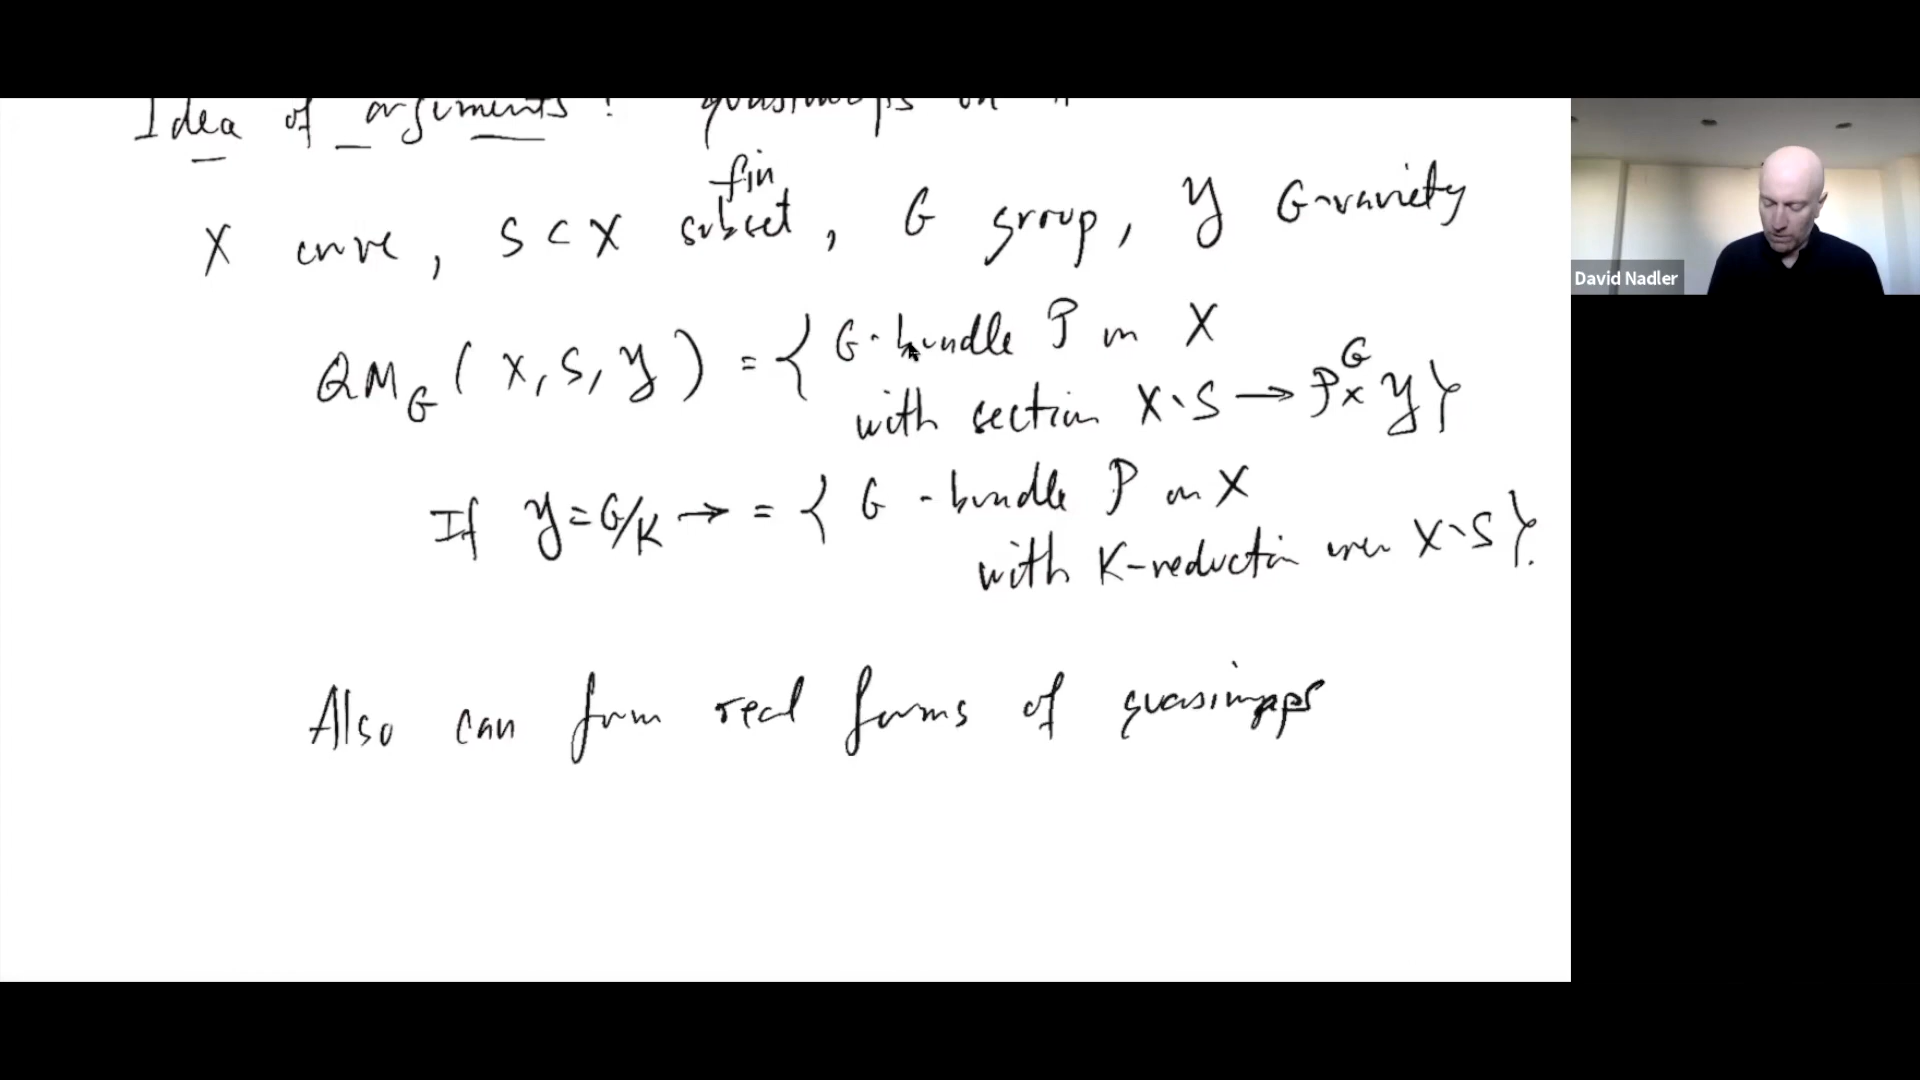 Idea of arguments: quasimaps on
X curve, S ⊂ X fin subset, G group, Y G-variety
QM_G (X, S, Y) = { G-bundle P on X
with section X∖S → P ×^G Y }
If Y = G/K → = { G-bundle P on X
with K-reduction over X∖S }.
Also can form real forms of quasimaps
David Nadler